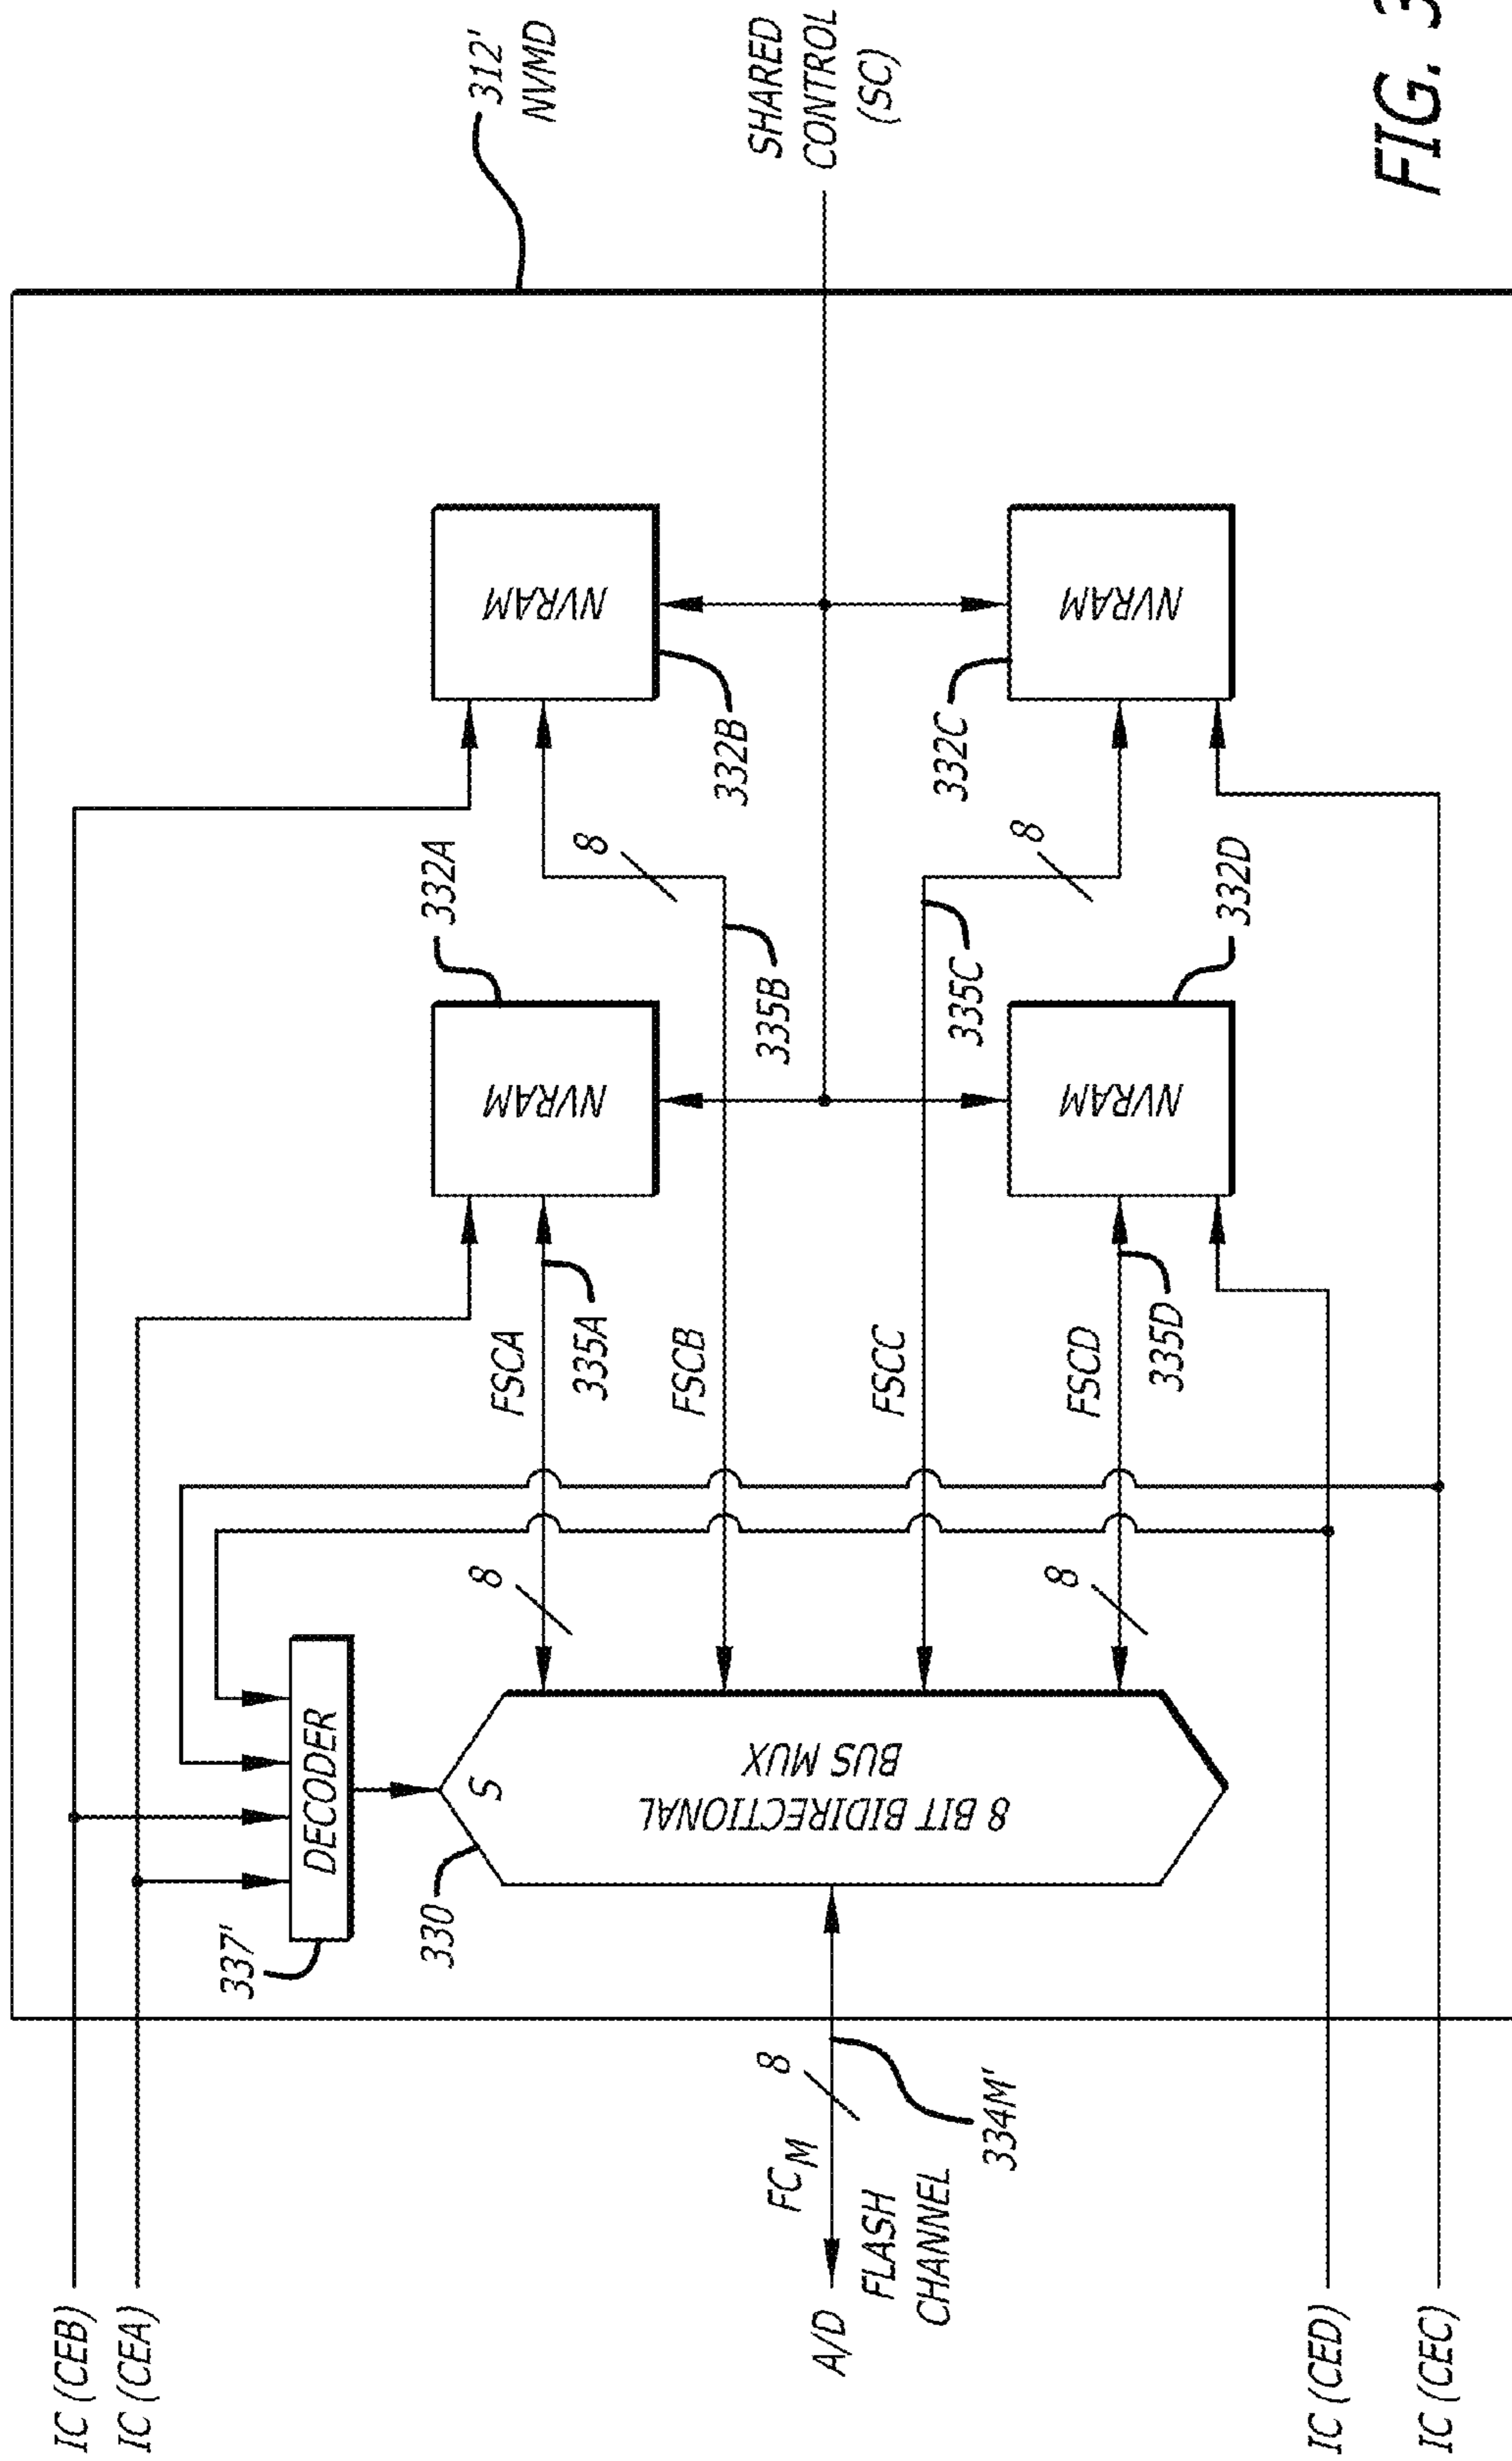 IC (CEB)
IC (CEA)
337'
DECODER
330
S
8 BIT BIDIRECTIONAL
BUS MUX
A/D
FC_M
8
FLASH
CHANNEL
334M'
8
8
FSCA
335A
FSCB
335B
FSCC
335C
FSCD
335D
8
8
332A
NVRAM
332B
NVRAM
332C
NVRAM
332D
NVRAM
IC (CED)
IC (CEC)
312'
NVMD
SHARED
CONTROL
(SC)
FIG. 3